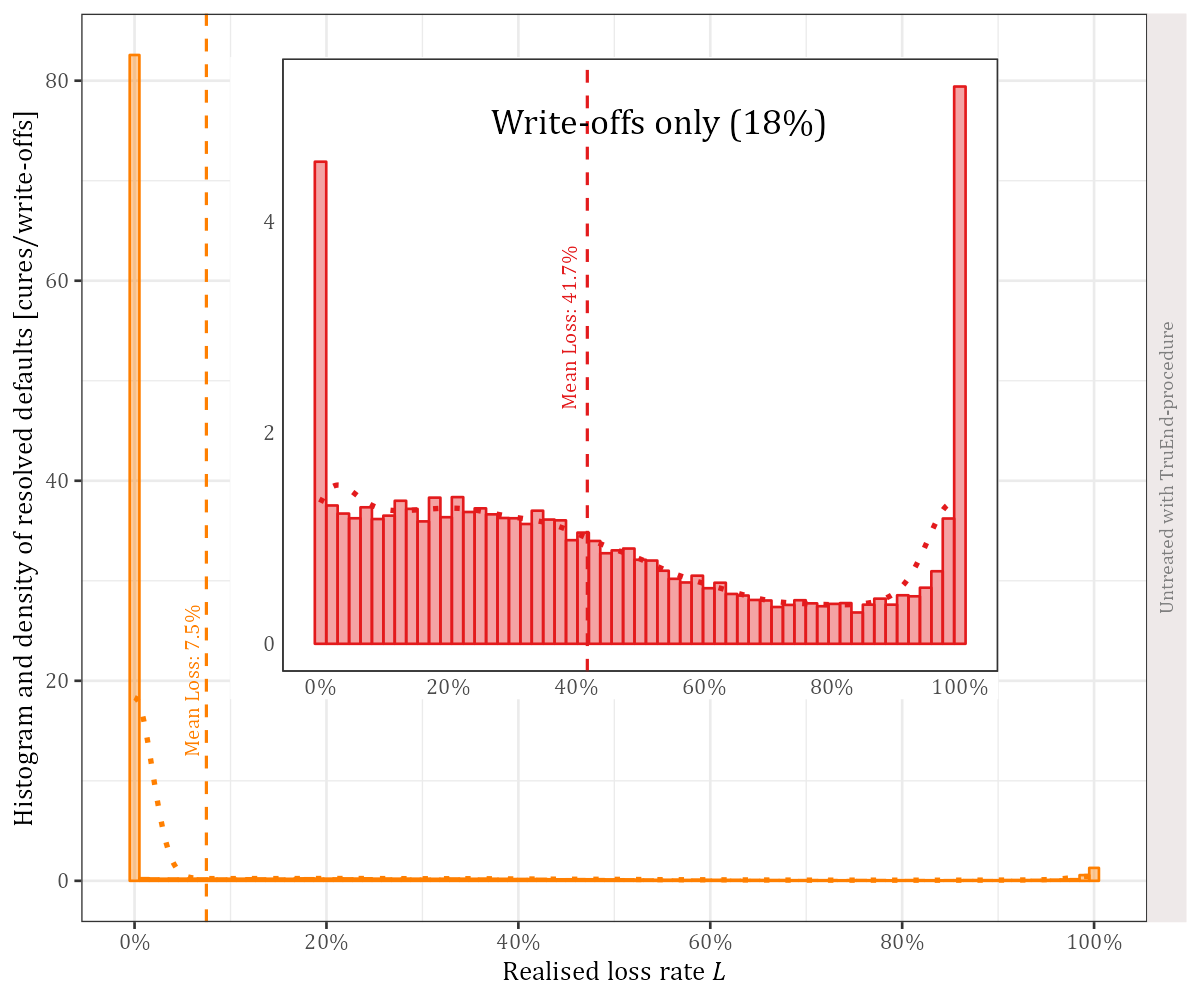 Histogram and density of resolved defaults [cures/write-offs]
80
60
40
20
0
Mean Loss: 7.5%
Write-offs only (18%)
Mean Loss: 41.7%
4
2
0
0% 20% 40% 60% 80% 100%
0% 20% 40% 60% 80% 100%
Realised loss rate L
Untreated with TruEnd-procedure